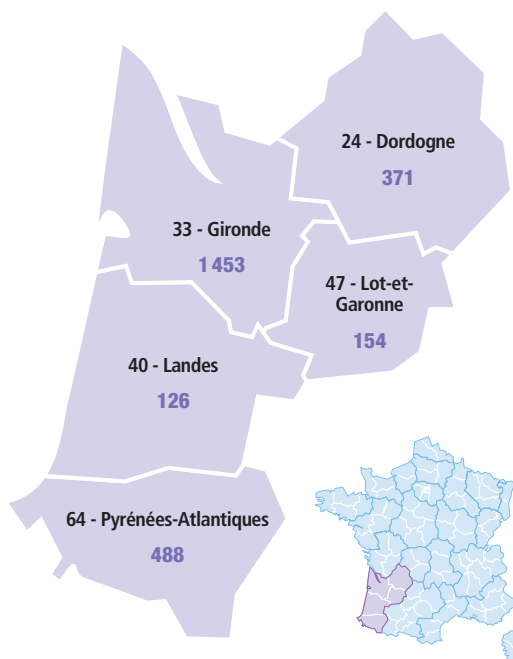 24 - Dordogne
371
33 - Gironde
1 453
47 - Lot-et-
Garonne
154
40 - Landes
126
64 - Pyrénées-Atlantiques
488